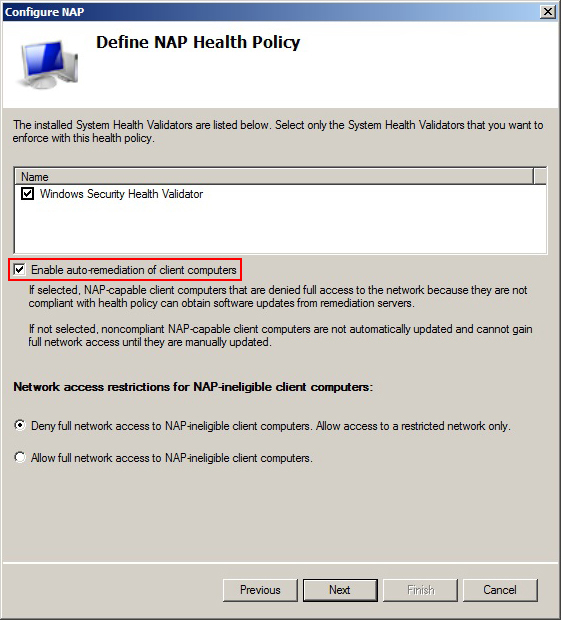 Configure NAP
Define NAP Health Policy
The installed System Health Validators are listed below. Select only the System Health Validators that you want to
enforce with this health policy.
Name
Windows Security Health Validator
Enable auto-remediation of client computers
If selected, NAP-capable client computers that are denied full access to the network because they are not
compliant with health policy can obtain software updates from remediation servers.
If not selected, noncompliant NAP-capable client computers are not automatically updated and cannot gain
full network access until they are manually updated.
Network access restrictions for NAP-ineligible client computers:
Deny full network access to NAP-ineligible client computers. Allow access to a restricted network only.
Allow full network access to NAP-ineligible client computers.
Previous
Next
Finish
Cancel